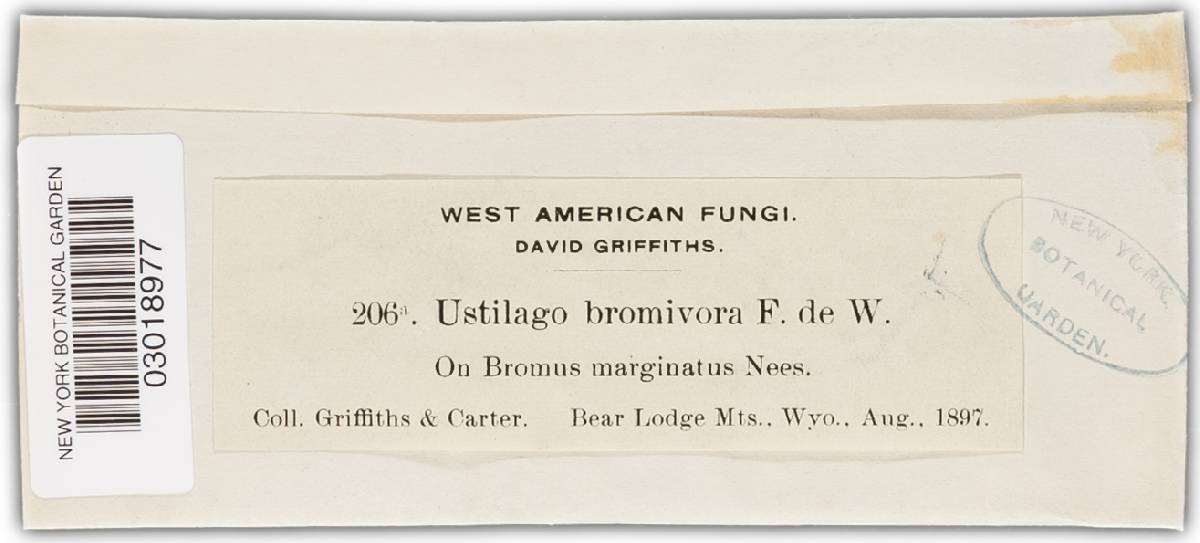 NEW YORK BOTANICAL GARDEN
03018977
WEST AMERICAN FUNGI.
DAVID GRIFFITHS.
206ª. Ustilago bromivora F. de W.
On Bromus marginatus Nees.
Coll. Griffiths & Carter. Bear Lodge Mts., Wyo., Aug., 1897.
NEW YORK
BOTANICAL
GARDEN.